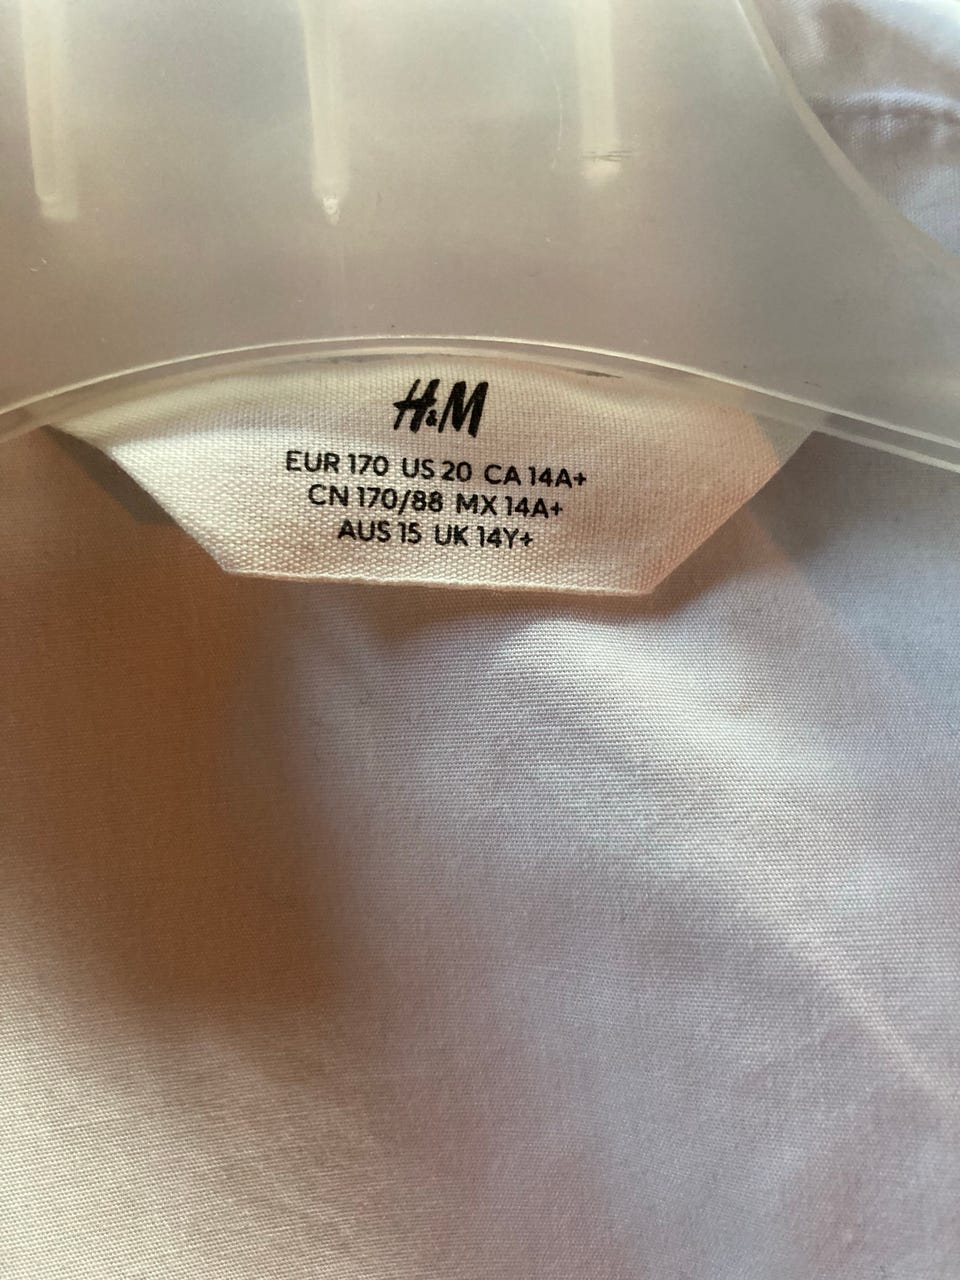 H&M
EUR 170 US 20 CA 14A+
CN 170/88 MX 14A+
AUS 15 UK 14Y+